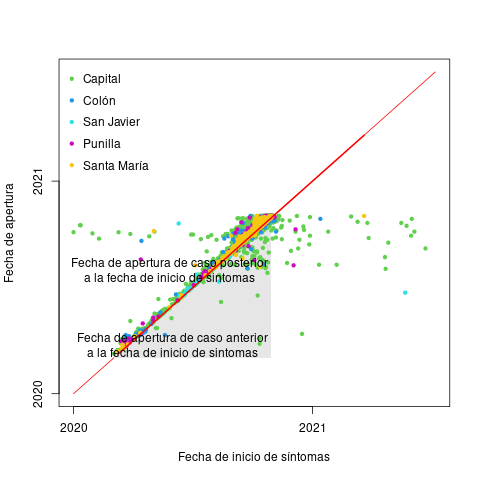 Capital
Colón
San Javier
Punilla
Santa María
Fecha de apertura de caso posterior
a la fecha de inicio de síntomas
Fecha de apertura de caso anterior
a la fecha de inicio de sintomas
2021
2020
Fecha de apertura
2020
2021
Fecha de inicio de síntomas